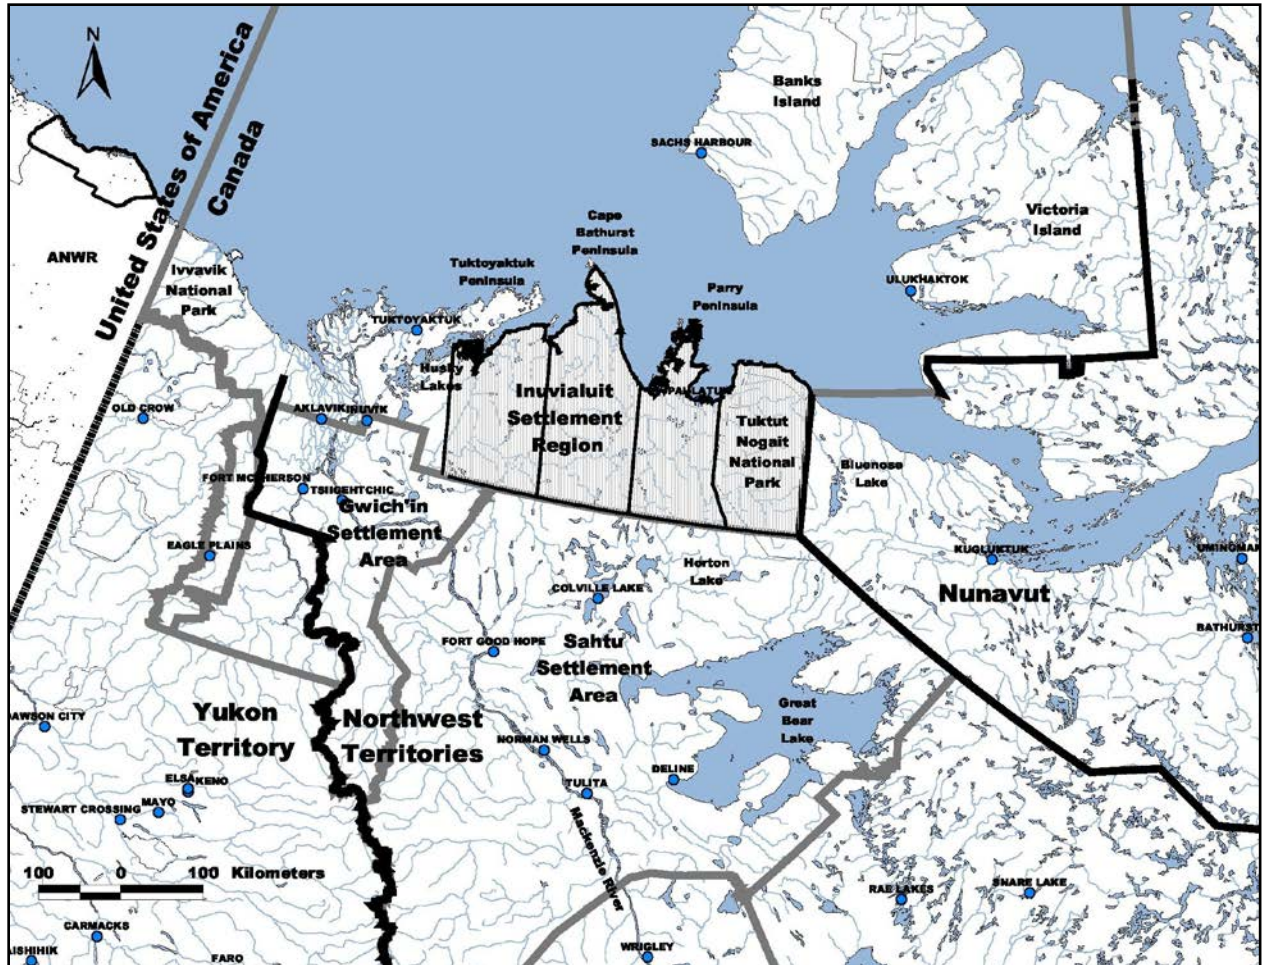 N
United States of America
Canada
Banks
Island
SACHS HARBOUR
Victoria
Island
Cape
Bathurst
Peninsula
Tuktoyaktuk
Peninsula
Parry
Peninsula
ULUKHAKTOK
ANWR
Ivvavik
National
Park
TUKTOYAKTUK
Husky
Lakes
Inuvialuit
Settlement
Region
Tuktut
Nogait
National
Park
OLD CROW
AKLAVIK
INUVIK
Bluenose
Lake
FORT MCPHERSON
TSIIGEHTCHIC
Gwich'in
Settlement
Area
EAGLE PLAINS
Horton
Lake
KUGLUKTUK
UMINGMAK
Nunavut
COLVILLE LAKE
FORT GOOD HOPE
BATHURST
Sahtu
Settlement
Area
Yukon
Territory
Northwest
Territories
Great
Bear
Lake
DAWSON CITY
NORMAN WELLS
DELINE
TULITA
ELSA
KENO
MAYO
STEWART CROSSING
Mackenzie River
100 0 100 Kilometers
RAE LAKES
SNARE LAKE
CARMACKS
AISHIHIK
FARO
WRIGLEY